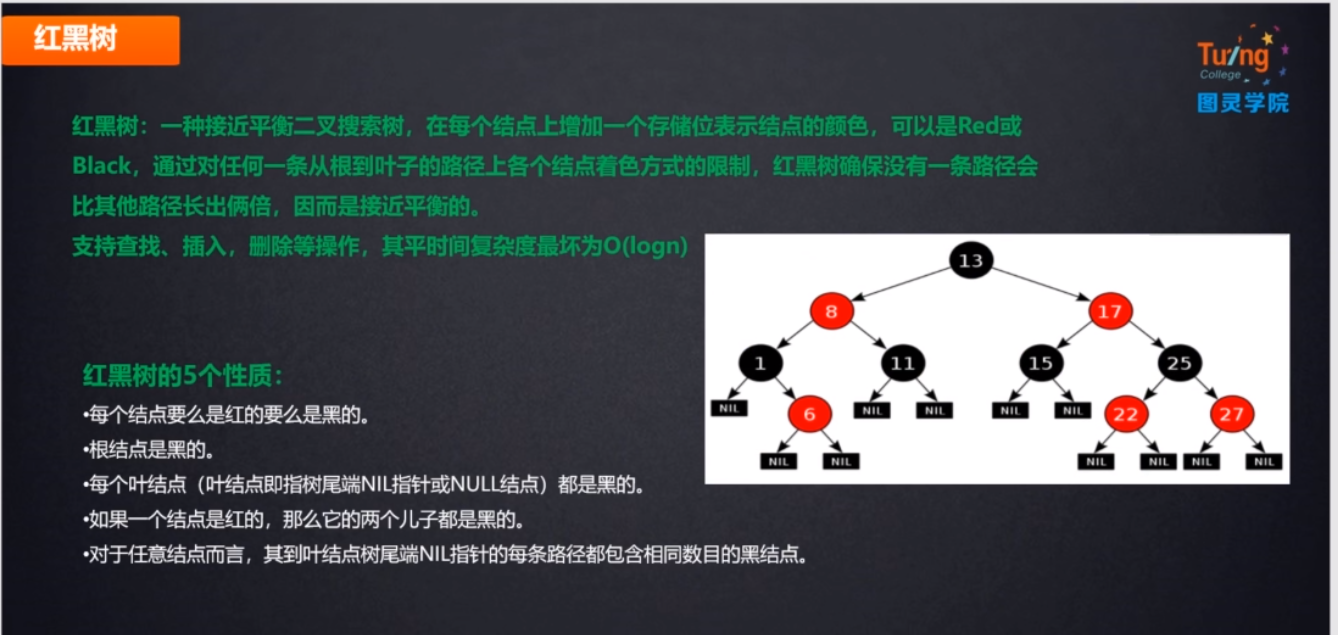 红黑树
Turing
College
图灵学院
红黑树：一种接近平衡二叉搜索树，在每个结点上增加一个存储位表示结点的颜色，可以是Red或
Black，通过对任何一条从根到叶子的路径上各个结点着色方式的限制，红黑树确保没有一条路径会
比其他路径长出俩倍，因而是接近平衡的。
支持查找、插入，删除等操作，其平时间复杂度最坏为O(logn)
13
8 17
1 11 15 25
NIL 6 NIL NIL NIL NIL 22 27
NIL NIL NIL NIL NIL NIL
红黑树的5个性质：
•每个结点要么是红的要么是黑的。
•根结点是黑的。
•每个叶结点（叶结点即指树尾端NIL指针或NULL结点）都是黑的。
•如果一个结点是红的，那么它的两个儿子都是黑的。
•对于任意结点而言，其到叶结点树尾端NIL指针的每条路径都包含相同数目的黑结点。